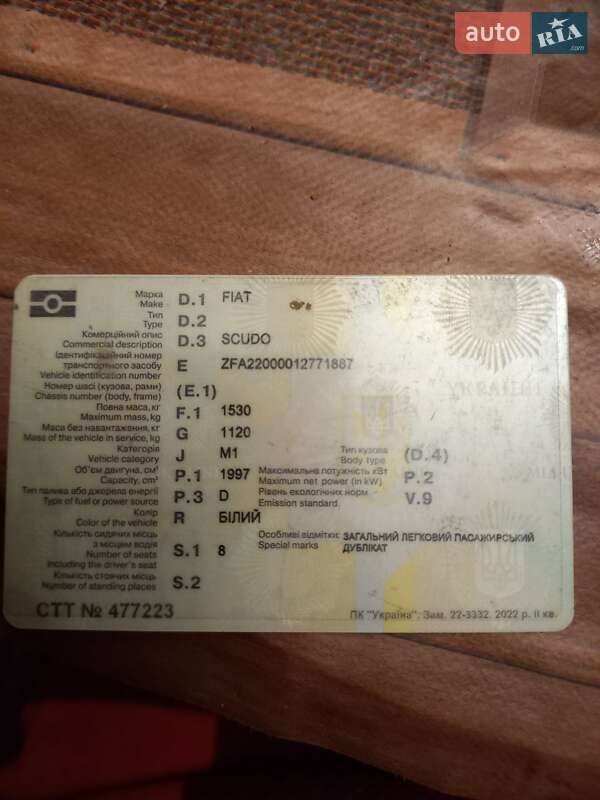 auto RIA.com
Марка
Make D.1 FIAT
Тип
Type D.2
Комерційний опис
Commercial description D.3 SCUDO
Ідентифікаційний номер
транспортного засобу
Vehicle identification number E ZFA22000012771887
Номер шасі (кузова, рами)
Chassis number (body, frame) (E.1)
Повна маса, кг
Maximum mass, kg F.1 1530
Маса без навантаження, кг
Mass of the vehicle in service, kg G 1120
Категорія
Vehicle category J M1 Тип кузова
Body type (D.4)
Об'єм двигуна, см³
Capacity, cm³ P.1 1997 Максимальна потужність кВт
Maximum net power (in kW) P.2
Тип палива або джерела енергії
Type of fuel or power source P.3 D Рівень екологічних норм
Emission standard. V.9
Колір
Color of the vehicle R БІЛИЙ
Кількість сидячих місць
з місцем водія
Number of seats
including the driver's seat S.1 8 Особливі відмітки:
Special marks ЗАГАЛЬНИЙ ЛЕГКОВИЙ ПАСАЖИРСЬКИЙ
ДУБЛІКАТ
Кількість стоячих місць
Number of standing places S.2
СТТ № 477223
ПК "Україна". Зам. 22-3332. 2022 р. II кв.